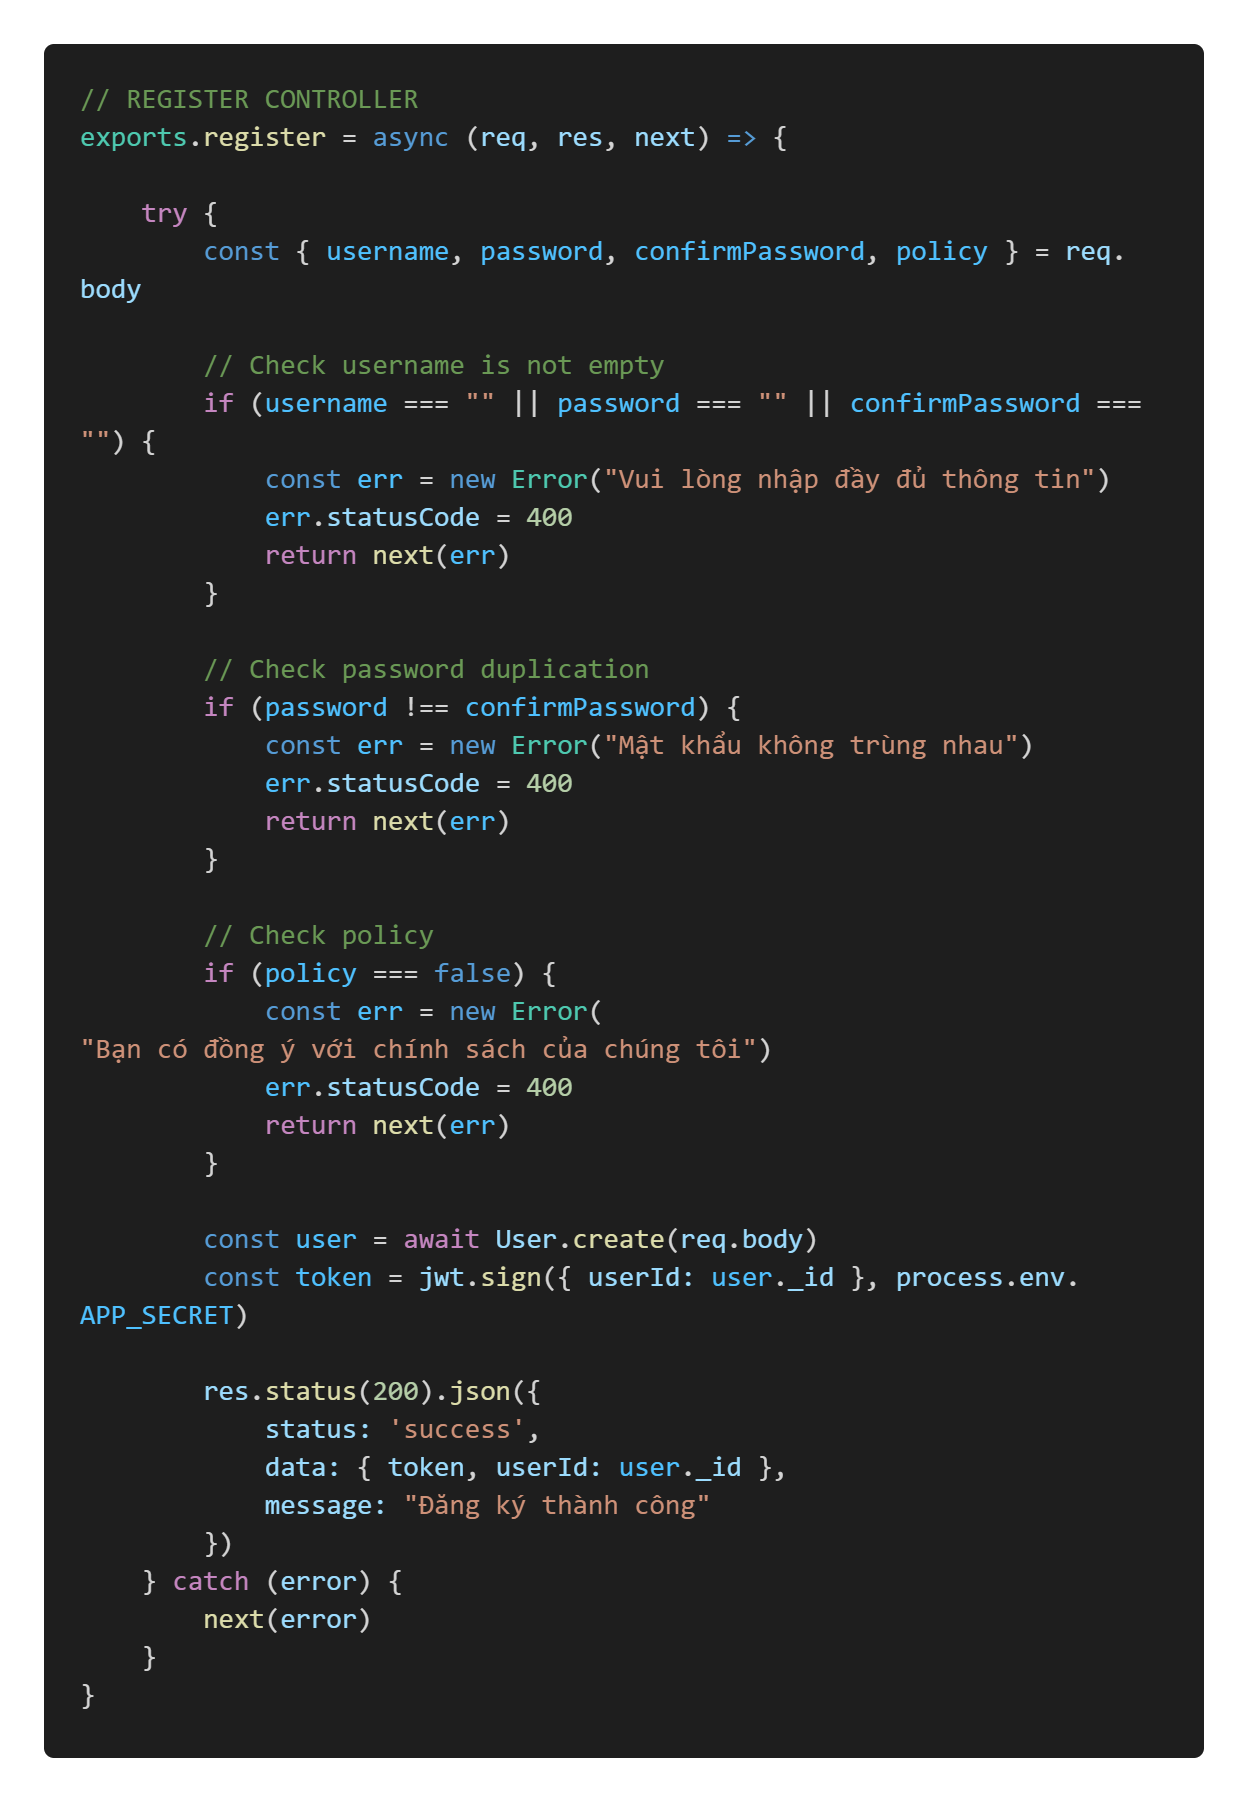 // REGISTER CONTROLLER
exports.register = async (req, res, next) => {
    try {
        const { username, password, confirmPassword, policy } = req.
body
        // Check username is not empty
        if (username === "" || password === "" || confirmPassword ===
"") {
            const err = new Error("Vui lòng nhập đầy đủ thông tin")
            err.statusCode = 400
            return next(err)
        }
        // Check password duplication
        if (password !== confirmPassword) {
            const err = new Error("Mật khẩu không trùng nhau")
            err.statusCode = 400
            return next(err)
        }
        // Check policy
        if (policy === false) {
            const err = new Error(
"Bạn có đồng ý với chính sách của chúng tôi")
            err.statusCode = 400
            return next(err)
        }
        const user = await User.create(req.body)
        const token = jwt.sign({ userId: user._id }, process.env.
APP_SECRET)
        res.status(200).json({
            status: 'success',
            data: { token, userId: user._id },
            message: "Đăng ký thành công"
        })
    } catch (error) {
        next(error)
    }
}